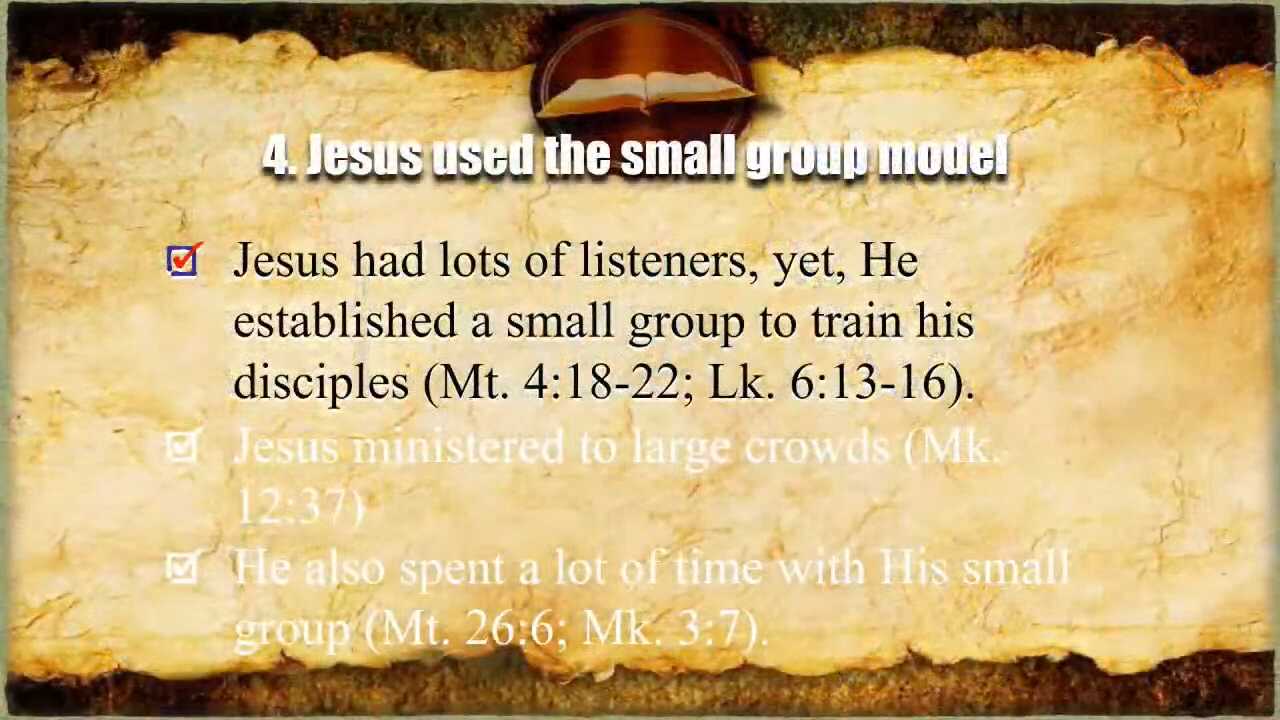 4. Jesus used the small group model
Jesus had lots of listeners, yet, He
established a small group to train his
disciples (Mt. 4:18-22; Lk. 6:13-16).
Jesus ministered to large crowds (Mk.
12:37)
He also spent a lot of time with His small
group (Mt. 26:6; Mk. 3:7).